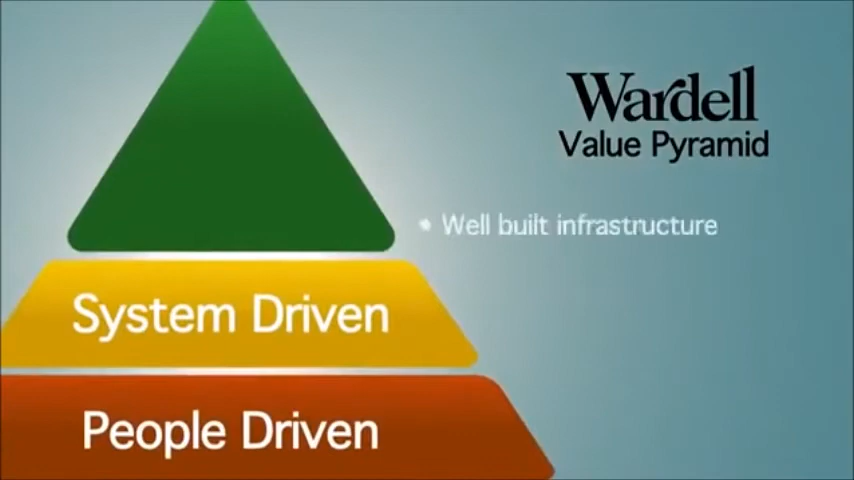 Wardell
Value Pyramid
* Well built infrastructure
System Driven
People Driven